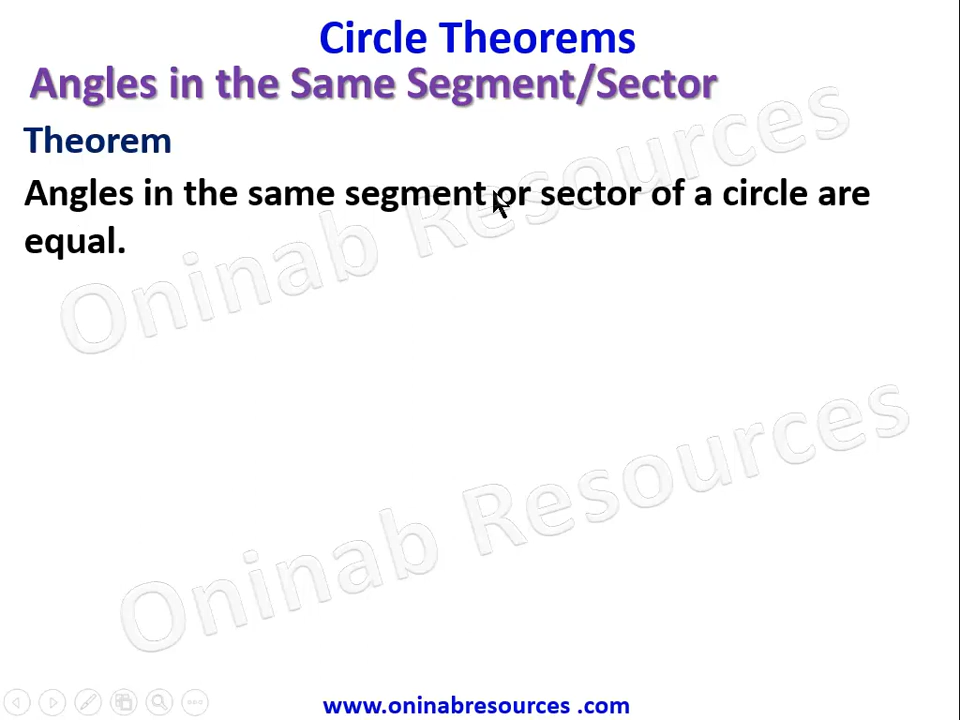 Circle Theorems
Angles in the Same Segment/Sector
Theorem
Angles in the same segment or sector of a circle are
equal.
Oninab Resources
Oninab Resources
www.oninabresources .com